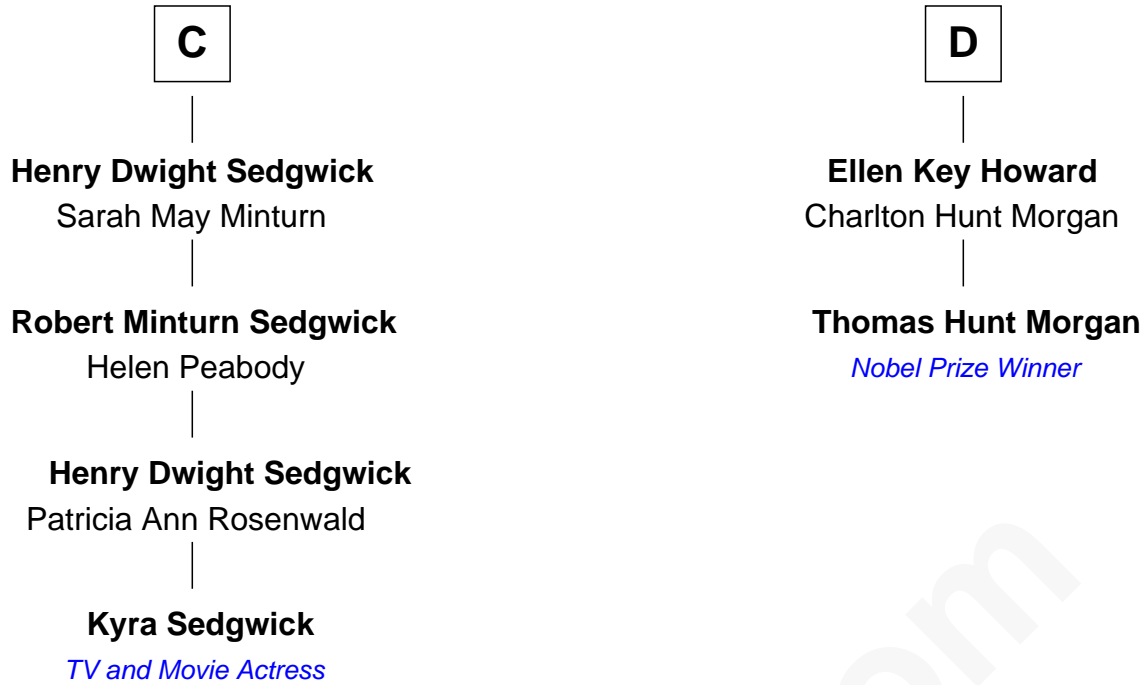 C
Henry Dwight Sedgwick
Sarah May Minturn
Robert Minturn Sedgwick
Helen Peabody
Henry Dwight Sedgwick
Patricia Ann Rosenwald
Kyra Sedgwick
TV and Movie Actress
D
Ellen Key Howard
Charlton Hunt Morgan
Thomas Hunt Morgan
Nobel Prize Winner